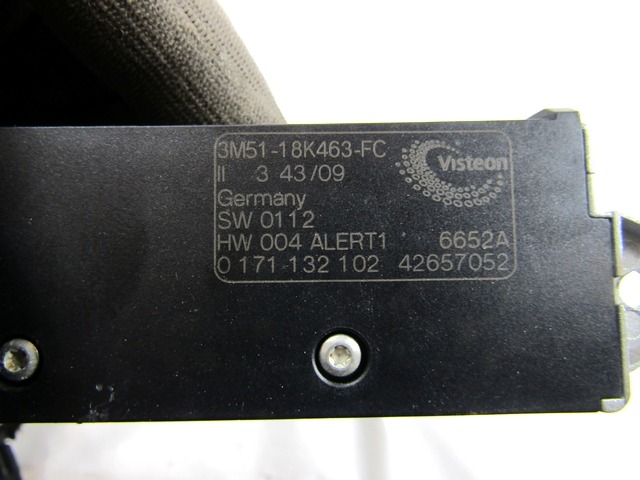 3M51-18K463-FC
II 3 43/09
Visteon
Germany
SW 0112
HW 004 ALERT1 6652A
0 171 132 102 42657052